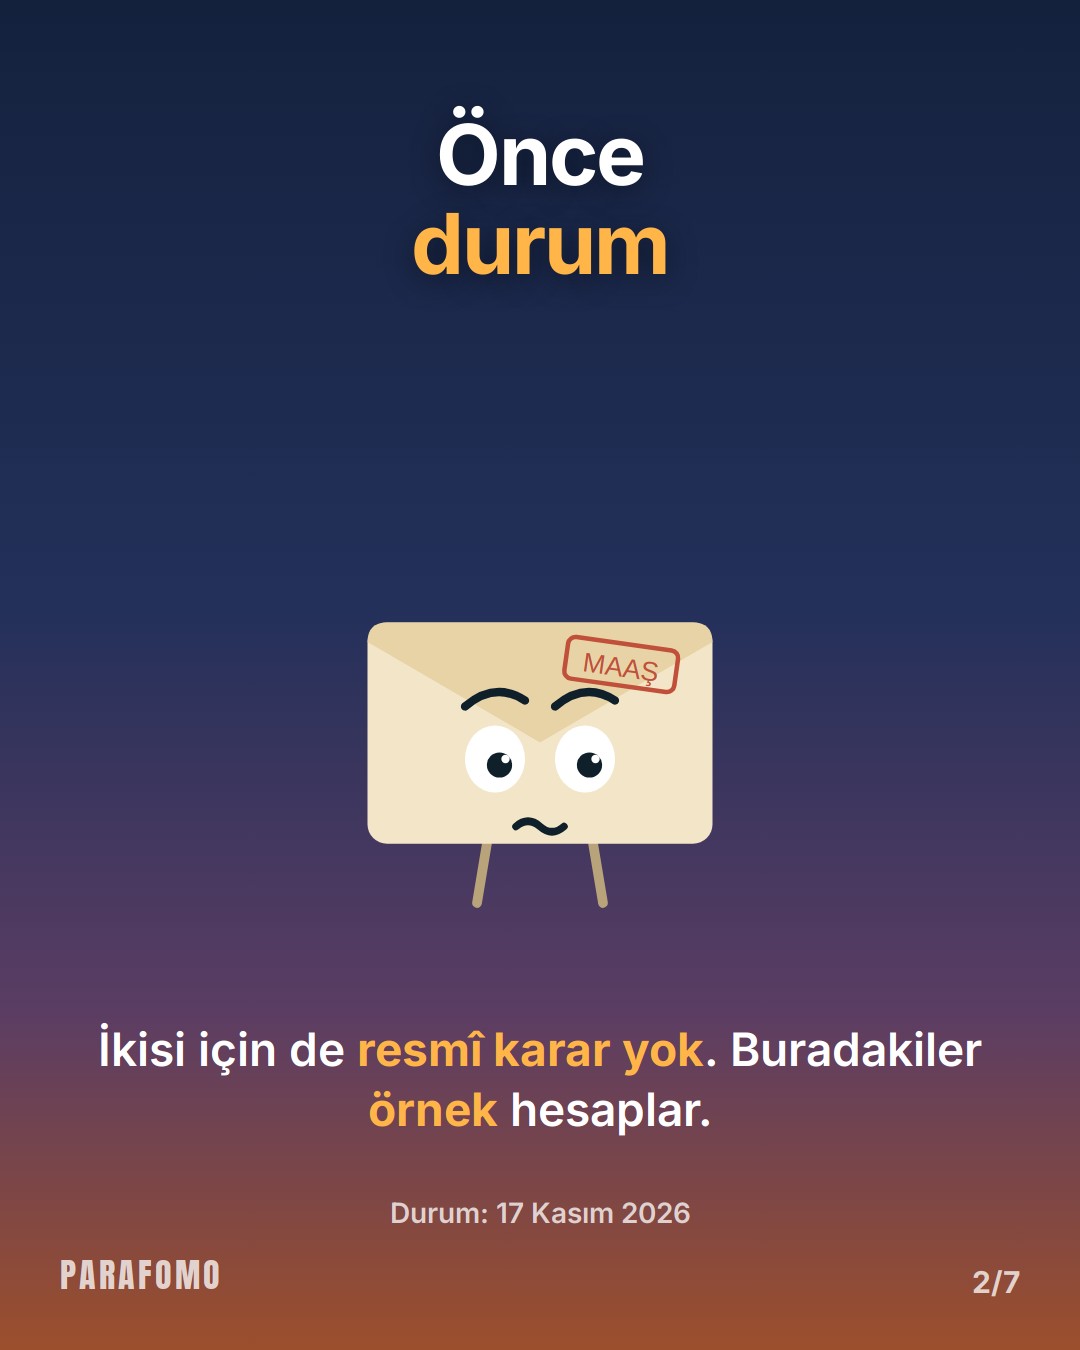 Önce
durum
MAAŞ
İkisi için de resmî karar yok. Buradakiler
örnek hesaplar.
Durum: 17 Kasım 2026
PARAFOMO
2/7